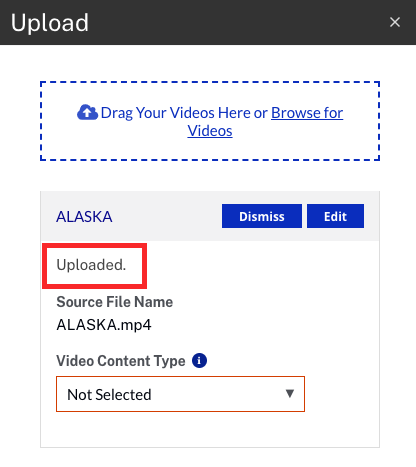 Upload
Drag Your Videos Here or Browse for
Videos
ALASKA
Dismiss
Edit
Uploaded.
Source File Name
ALASKA.mp4
Video Content Type
Not Selected